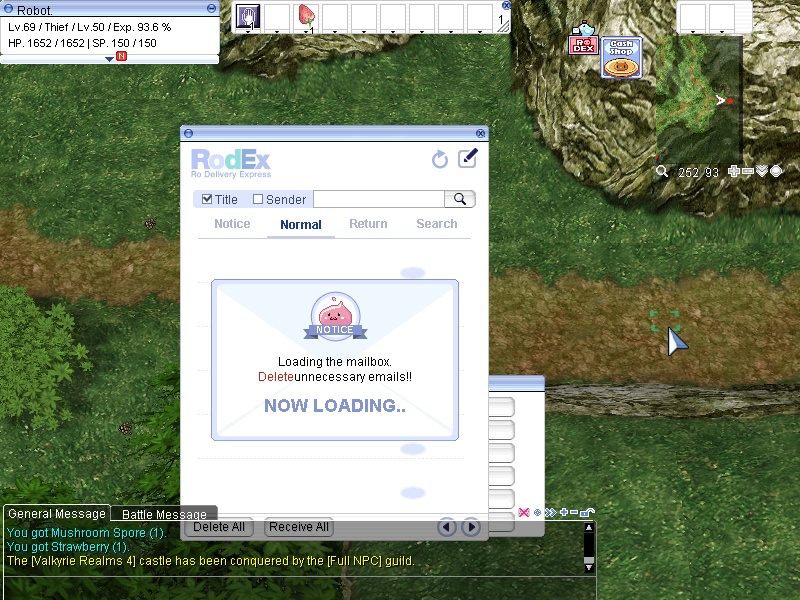 Robot
Lv.69 / Thief / Lv.50 / Exp. 93.6 %
HP. 1652 / 1652 | SP. 150 / 150
N
1
1
1
RO DEX
Cash Shop
252 93
RodEx
Ro Delivery Express
Title Sender
Notice Normal Return Search
NOTICE
Loading the mailbox.
Deleteunnecessary emails!!
NOW LOADING..
Delete All Receive All
General Message Battle Message
You got Mushroom Spore (1).
You got Strawberry (1).
The [Valkyrie Realms 4] castle has been conquered by the [Full NPC] guild.